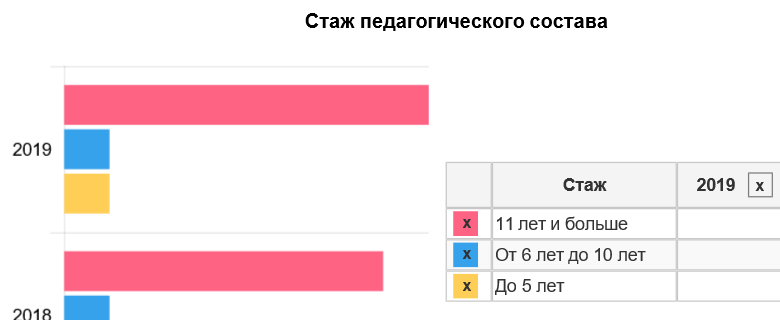 Стаж педагогического состава
2019
2018
Стаж 2019 x
x 11 лет и больше
x От 6 лет до 10 лет
x До 5 лет